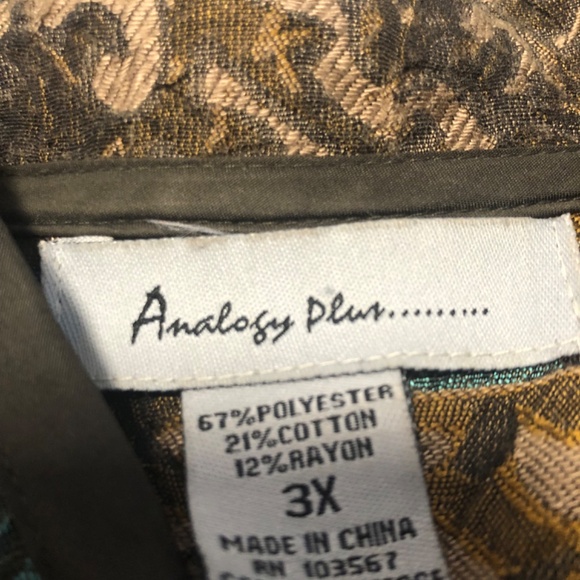 Analogy Plus.........
67%POLYESTER
21%COTTON
12%RAYON
3X
MADE IN CHINA
RN 103567